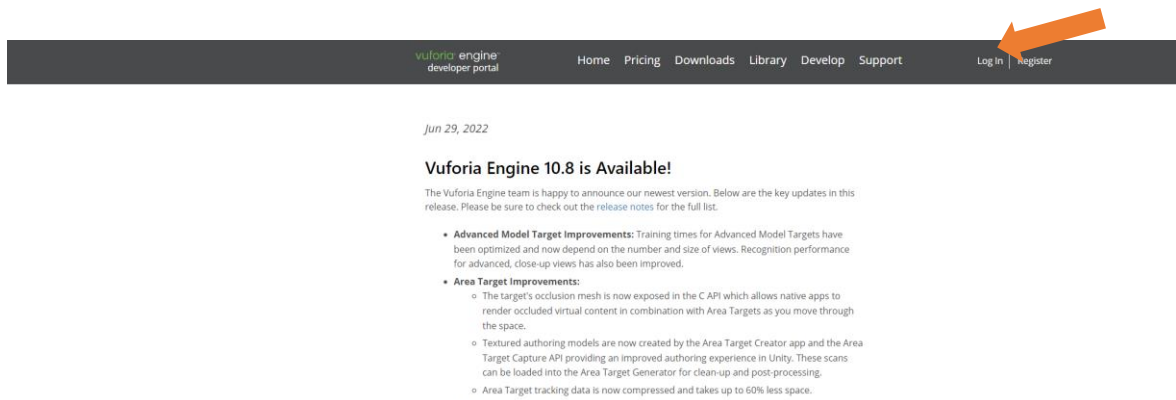 vuforia engine™ Home Pricing Downloads Library Develop Support Log In | Register
developer portal
Jun 29, 2022
Vuforia Engine 10.8 is Available!
The Vuforia Engine team is happy to announce our newest version. Below are the key updates in this
release. Please be sure to check out the release notes for the full list.
• Advanced Model Target Improvements: Training times for Advanced Model Targets have
been optimized and now depend on the number and size of views. Recognition performance
for advanced, close-up views has also been improved.
• Area Target Improvements:
○ The target's occlusion mesh is now exposed in the C API which allows native apps to
render occluded virtual content in combination with Area Targets as you move through
the space.
○ Textured authoring models are now created by the Area Target Creator app and the Area
Target Capture API providing an improved authoring experience in Unity. These scans
can be loaded into the Area Target Generator for clean-up and post-processing.
○ Area Target tracking data is now compressed and takes up to 60% less space.